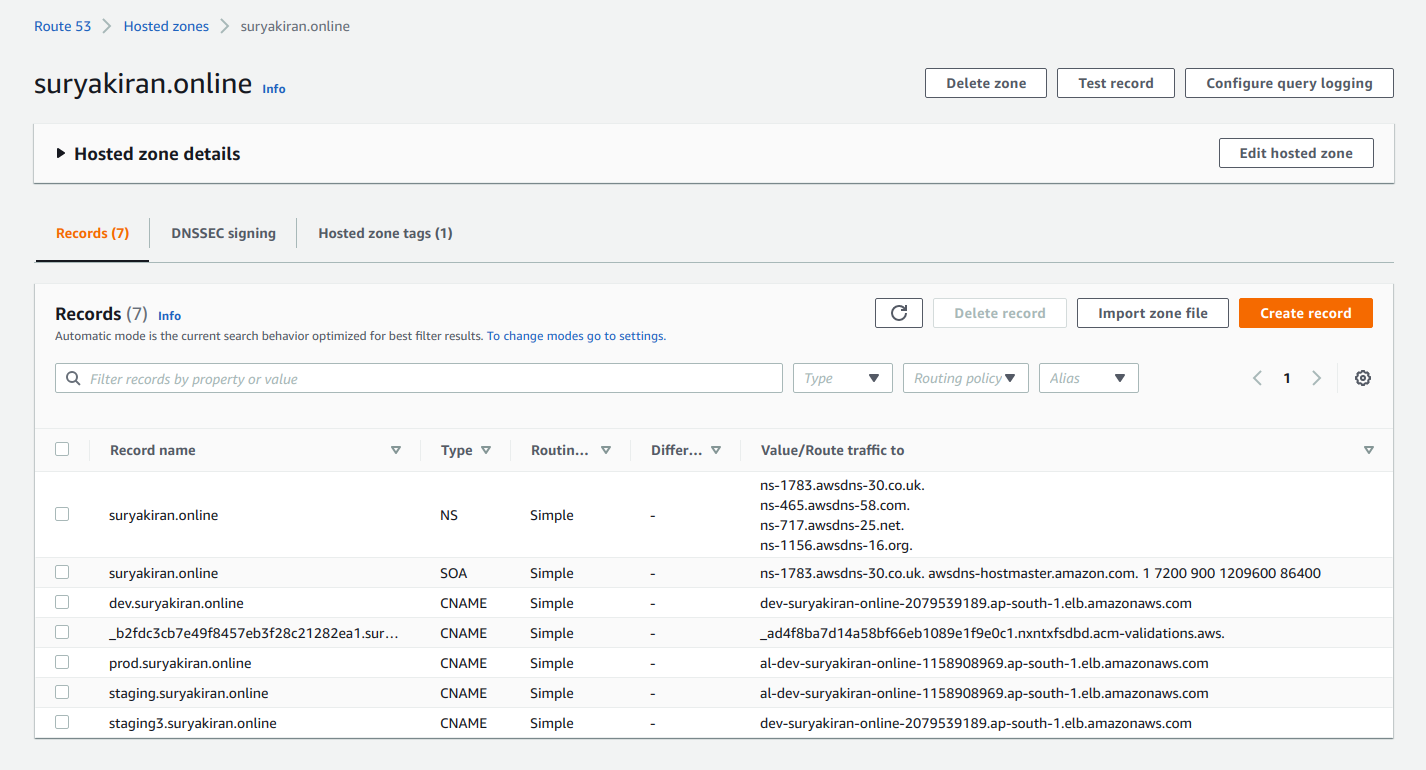 Route 53 > Hosted zones > suryakiran.online
suryakiran.online Info
Delete zone
Test record
Configure query logging
Hosted zone details
Edit hosted zone
Records (7)
DNSSEC signing
Hosted zone tags (1)
Records (7) Info
Automatic mode is the current search behavior optimized for best filter results. To change modes go to settings.
Delete record
Import zone file
Create record
Filter records by property or value
Type
Routing policy
Alias
1
Record name Type Routin... Differ... Value/Route traffic to
suryakiran.online NS Simple - ns-1783.awsdns-30.co.uk.
ns-465.awsdns-58.com.
ns-717.awsdns-25.net.
ns-1156.awsdns-16.org.
suryakiran.online SOA Simple - ns-1783.awsdns-30.co.uk. awsdns-hostmaster.amazon.com. 1 7200 900 1209600 86400
dev.suryakiran.online CNAME Simple - dev-suryakiran-online-2079539189.ap-south-1.elb.amazonaws.com
_b2fdc3cb7e49f8457eb3f28c21282ea1.sur... CNAME Simple - _ad4f8ba7d14a58bf66eb1089e1f9e0c1.nxntxfsdbd.acm-validations.aws.
prod.suryakiran.online CNAME Simple - al-dev-suryakiran-online-1158908969.ap-south-1.elb.amazonaws.com
staging.suryakiran.online CNAME Simple - al-dev-suryakiran-online-1158908969.ap-south-1.elb.amazonaws.com
staging3.suryakiran.online CNAME Simple - dev-suryakiran-online-2079539189.ap-south-1.elb.amazonaws.com